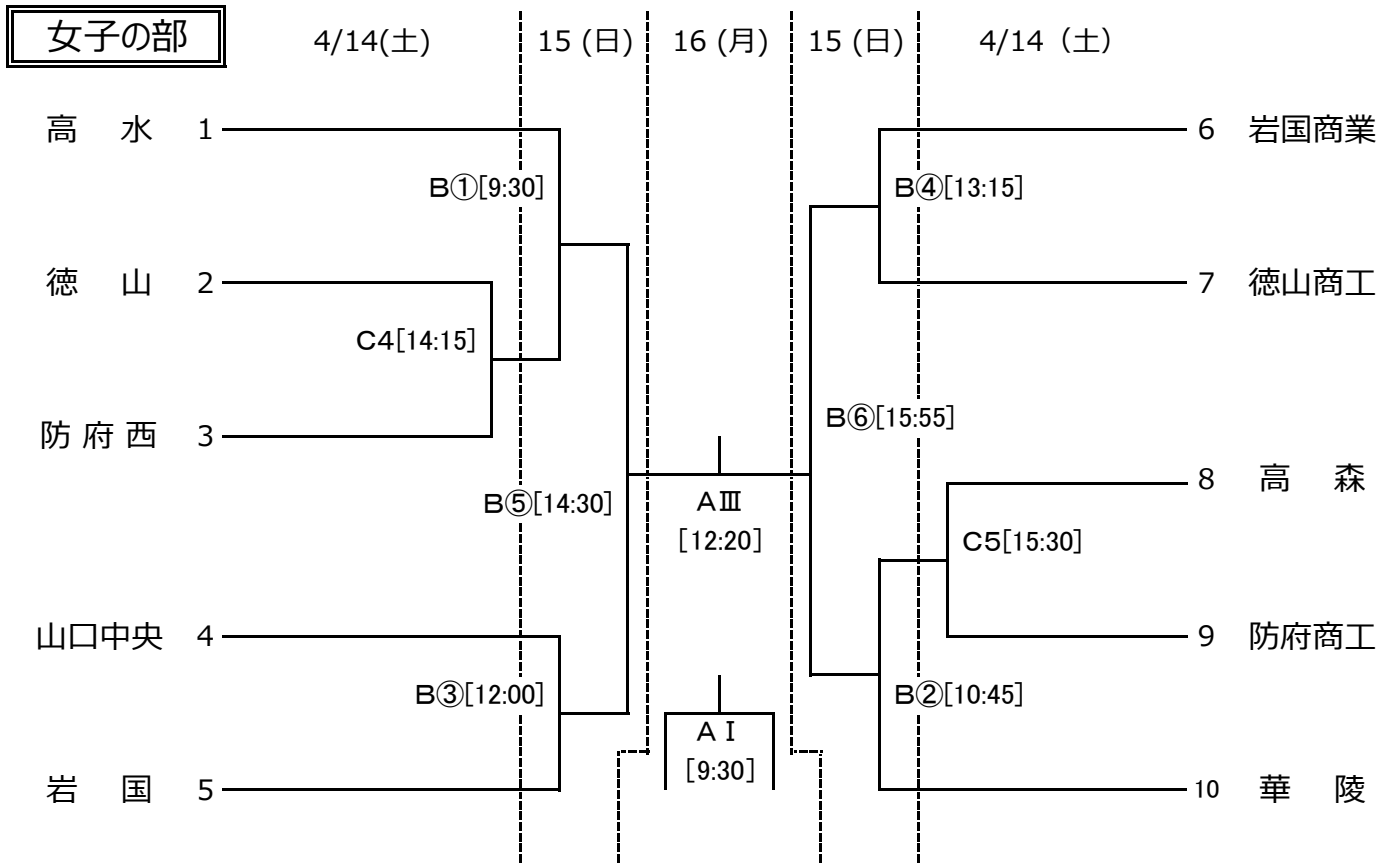 女子の部 4/14(土) 15 (日) 16 (月) 15 (日) 4/14 (土)
高 水 1 6 岩国商業
B①[9:30] B④[13:15]
徳 山 2 7 徳山商工
C4[14:15]
B⑥[15:55]
防府西 3
8 高 森
B⑤[14:30] AⅢ
[12:20] C5[15:30]
山口中央 4 9 防府商工
B③[12:00] B②[10:45]
AⅠ
[9:30]
岩 国 5 10 華 陵